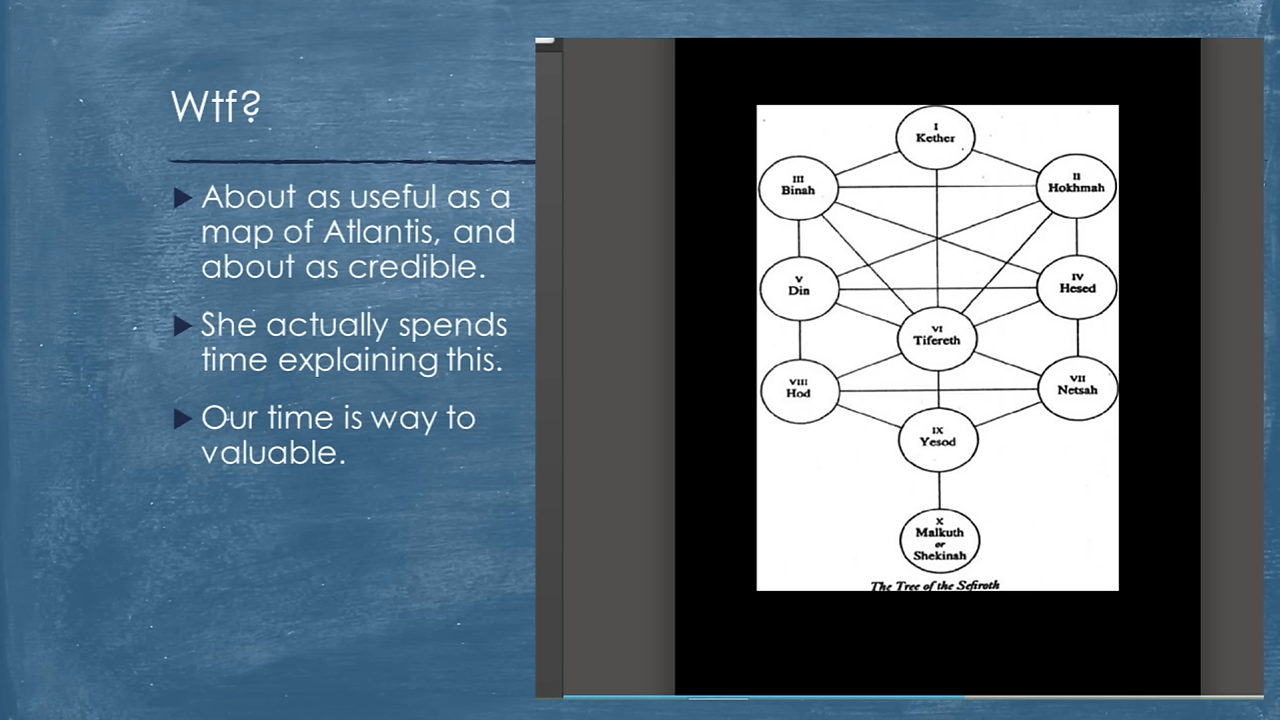 Wtf?
About as useful as a
map of Atlantis, and
about as credible.
She actually spends
time explaining this.
Our time is way to
valuable.
I
Kether
III
Binah
II
Hokhmah
V
Din
IV
Hesed
VI
Tifereth
VIII
Hod
VII
Netsah
IX
Yesod
X
Malkuth
or
Shekinah
The Tree of the Sefiroth